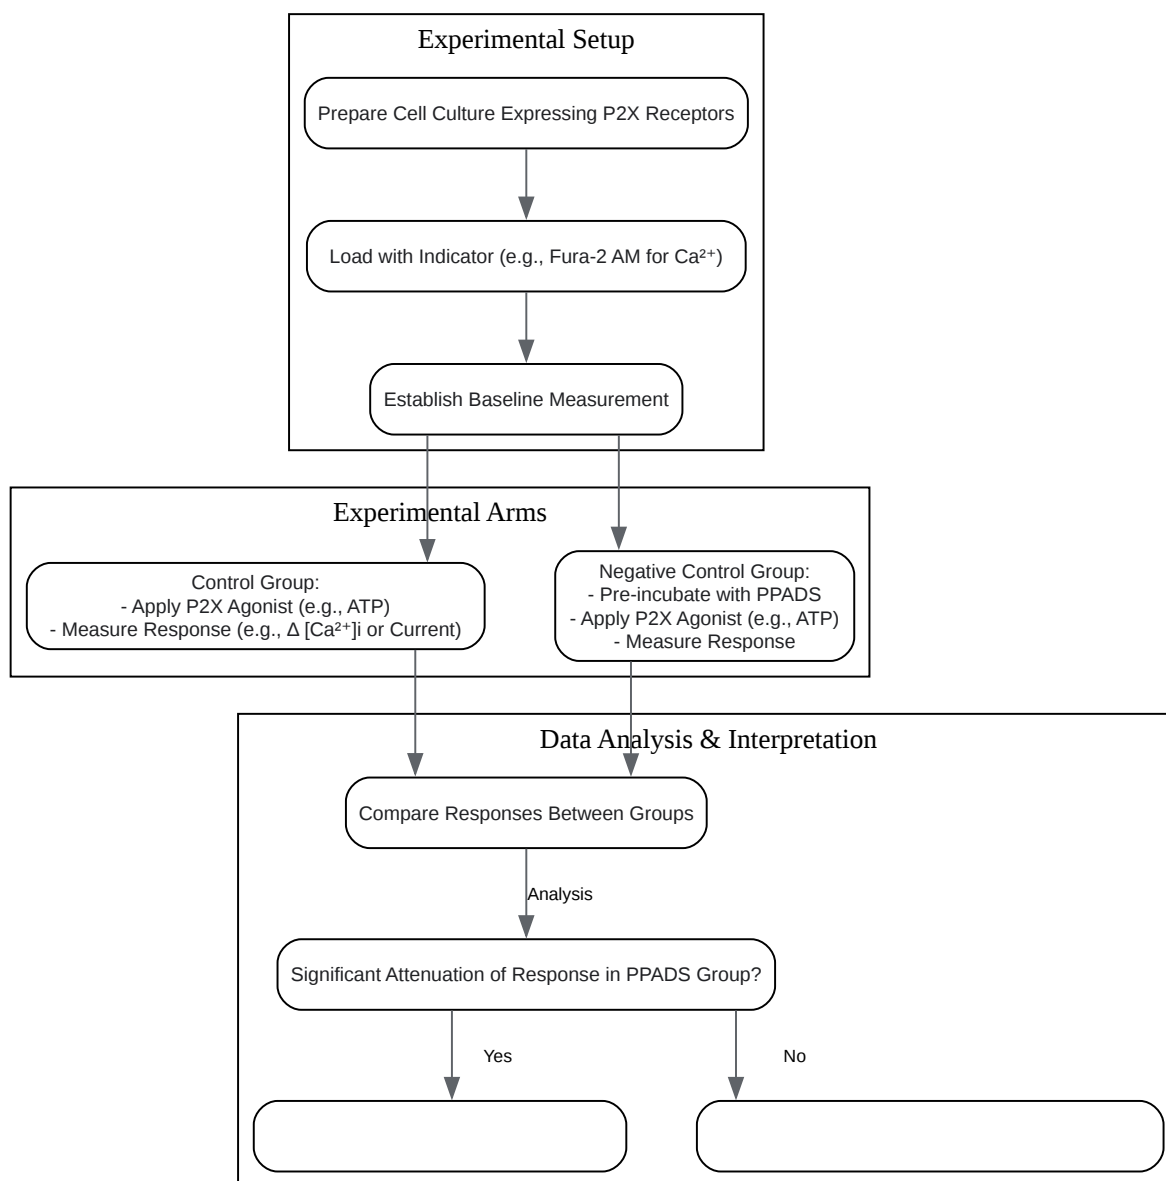 Experimental Setup
Prepare Cell Culture Expressing P2X Receptors
Load with Indicator (e.g., Fura-2 AM for Ca²⁺)
Establish Baseline Measurement
Experimental Arms
Control Group:
- Apply P2X Agonist (e.g., ATP)
- Measure Response (e.g., Δ [Ca²⁺]i or Current)
Negative Control Group:
- Pre-incubate with PPADS
- Apply P2X Agonist (e.g., ATP)
- Measure Response
Data Analysis & Interpretation
Compare Responses Between Groups
Analysis
Significant Attenuation of Response in PPADS Group?
Yes
No